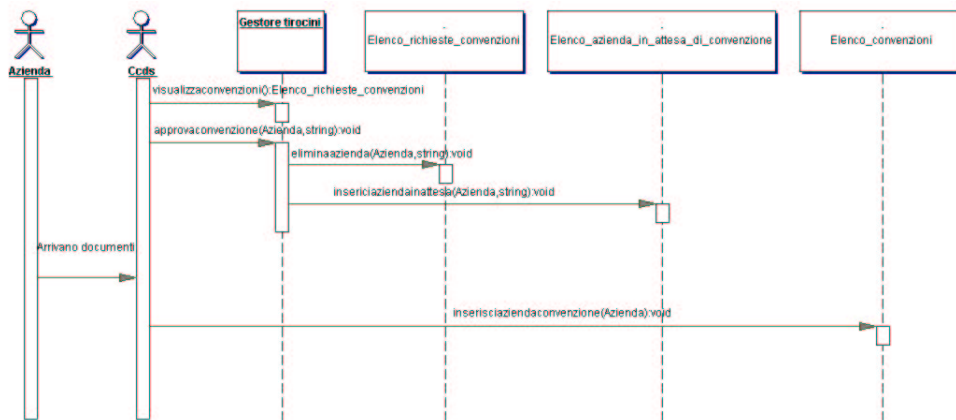 Gestore tirocini
Elenco_richieste_convenzioni
Elenco_azienda_in_attesa_di_convenzione
Elenco_convenzioni
Azienda
Ccds
visualizzaconvenzioni():Elenco_richieste_convenzioni
approvaconvenzione(Azienda,string):void
eliminaazienda(Azienda,string):void
insericiaziendainattesa(Azienda,string):void
Arrivano documenti
inserisciaziendaconvenzione(Azienda):void